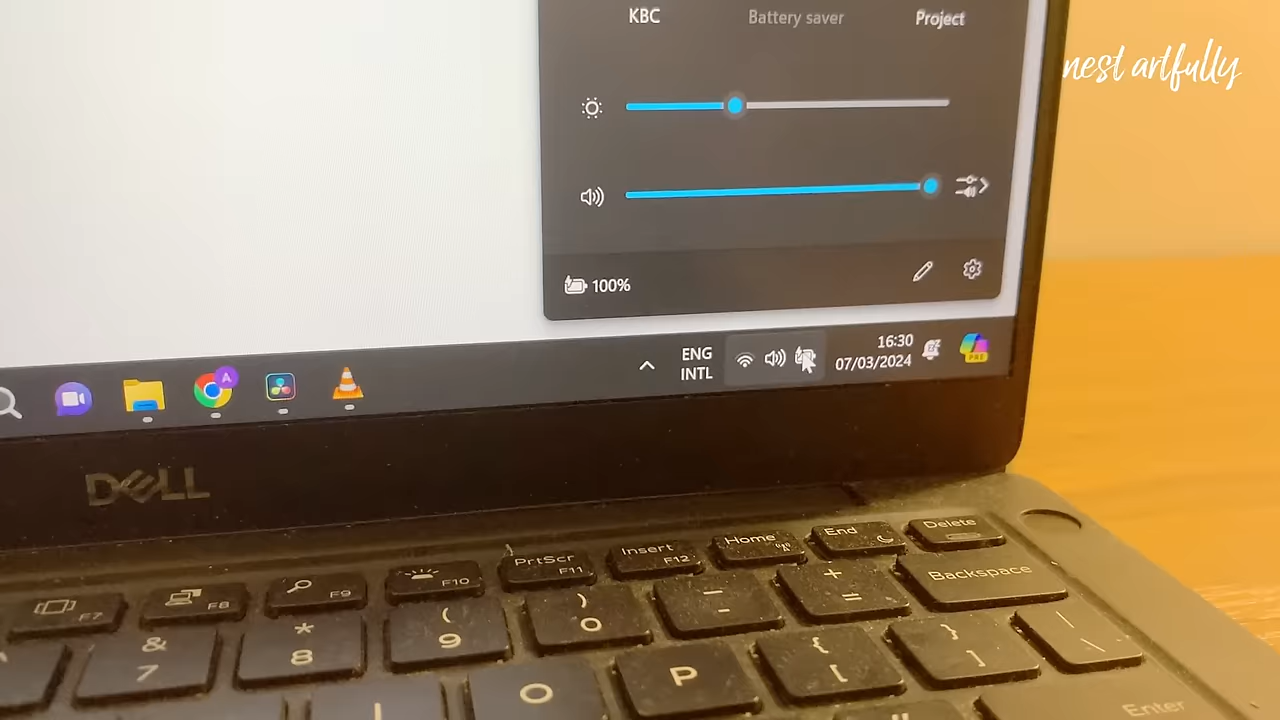 KBC Battery saver Project
nest artfully
100%
ENG
INTL
16:30
07/03/2024
PRE
A
DELL
F7 F8 F9 F10 PrtScr F11 Insert F12 Home End Delete
& 7 * 8 ( 9 ) 0 _ - + = Backspace
O P { [ } ] | \
Enter